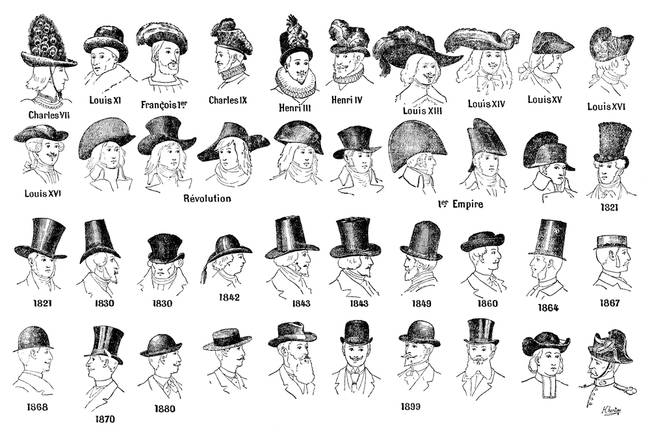 Charles VII
Louis XI
François 1er
Charles IX
Henri III
Henri IV
Louis XIII
Louis XIV
Louis XV
Louis XVI
Louis XVI
Révolution
1er Empire
1821
1821
1830
1830
1842
1843
1843
1849
1860
1864
1867
1868
1870
1880
1899